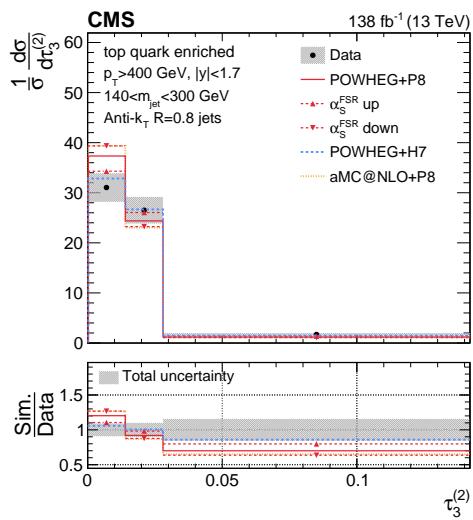 CMS 138 fb⁻¹ (13 TeV)
1/σ dσ/dτ₃⁽²⁾
60
50
40
30
20
10
0
top quark enriched
p_T>400 GeV, |y|<1.7
140<m_jet<300 GeV
Anti-k_T R=0.8 jets
Data
POWHEG+P8
α_S^FSR up
α_S^FSR down
POWHEG+H7
aMC@NLO+P8
Sim./Data
1.5
1
0.5
Total uncertainty
0 0.05 0.1
τ₃⁽²⁾